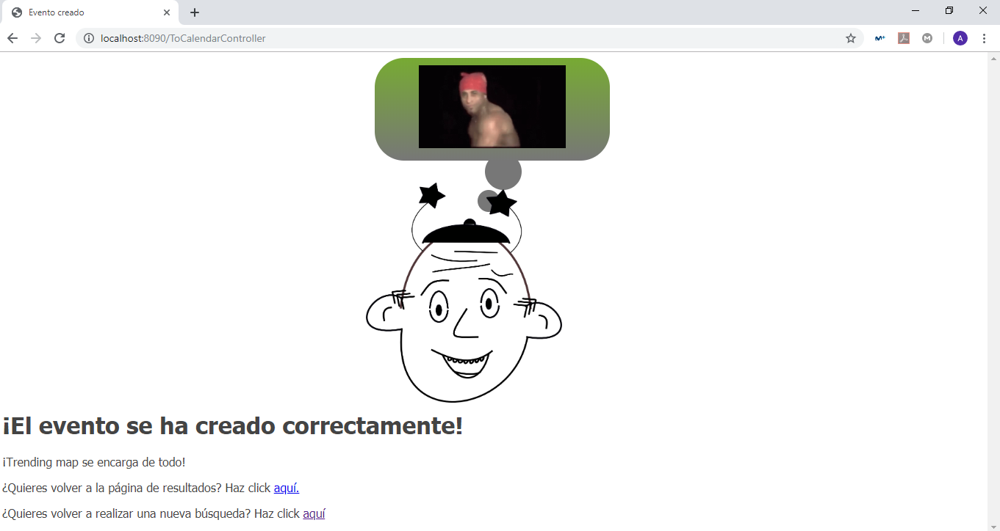 Evento creado
localhost:8090/ToCalendarController
A
¡El evento se ha creado correctamente!
¡Trending map se encarga de todo!
¿Quieres volver a la página de resultados? Haz click aquí.
¿Quieres volver a realizar una nueva búsqueda? Haz click aquí